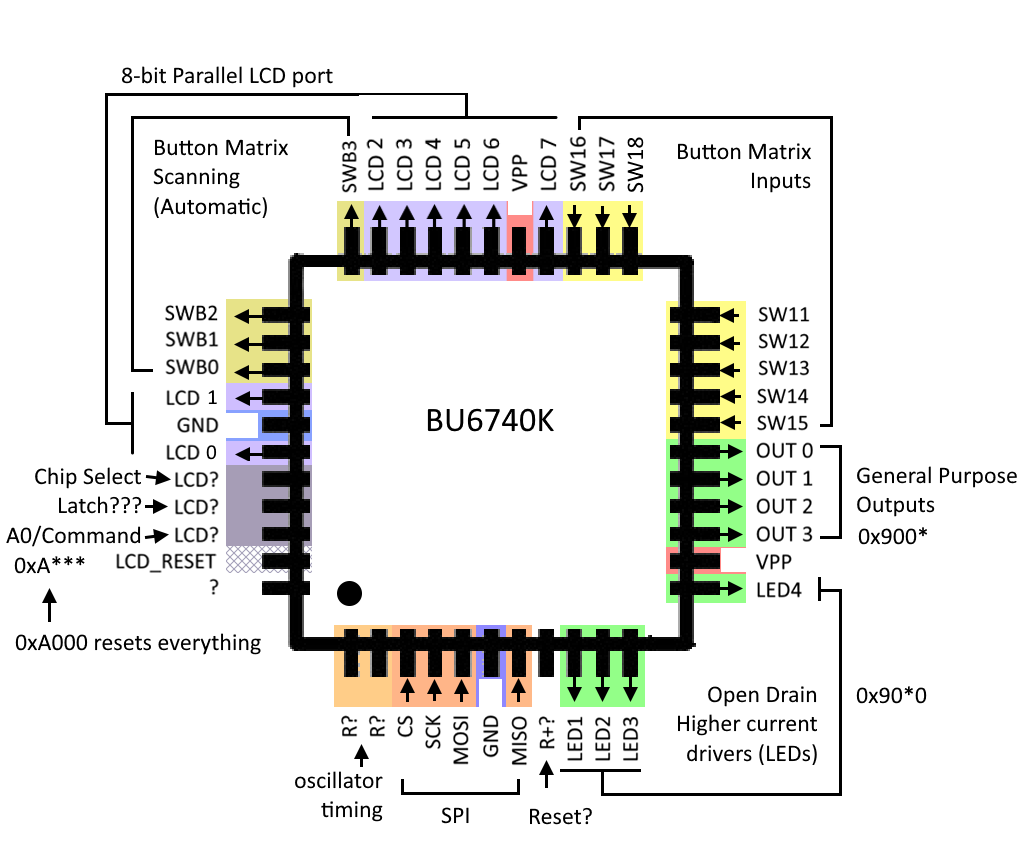 8-bit Parallel LCD port
Button Matrix
Scanning
(Automatic)
SWB3
LCD 2
LCD 3
LCD 4
LCD 5
LCD 6
VPP
LCD 7
SW16
SW17
SW18
Button Matrix
Inputs
SWB2
SWB1
SWB0
LCD 1
GND
LCD 0
Chip Select
LCD?
Latch???
LCD?
A0/Command
LCD?
0xA***
LCD_RESET
?
0xA000 resets everything
BU6740K
SW11
SW12
SW13
SW14
SW15
OUT 0
OUT 1
OUT 2
OUT 3
VPP
LED4
General Purpose
Outputs
0x900*
R?
R?
CS
SCK
MOSI
GND
MISO
R+?
LED1
LED2
LED3
oscillator
timing
SPI
Reset?
Open Drain
Higher current
drivers (LEDs)
0x90*0